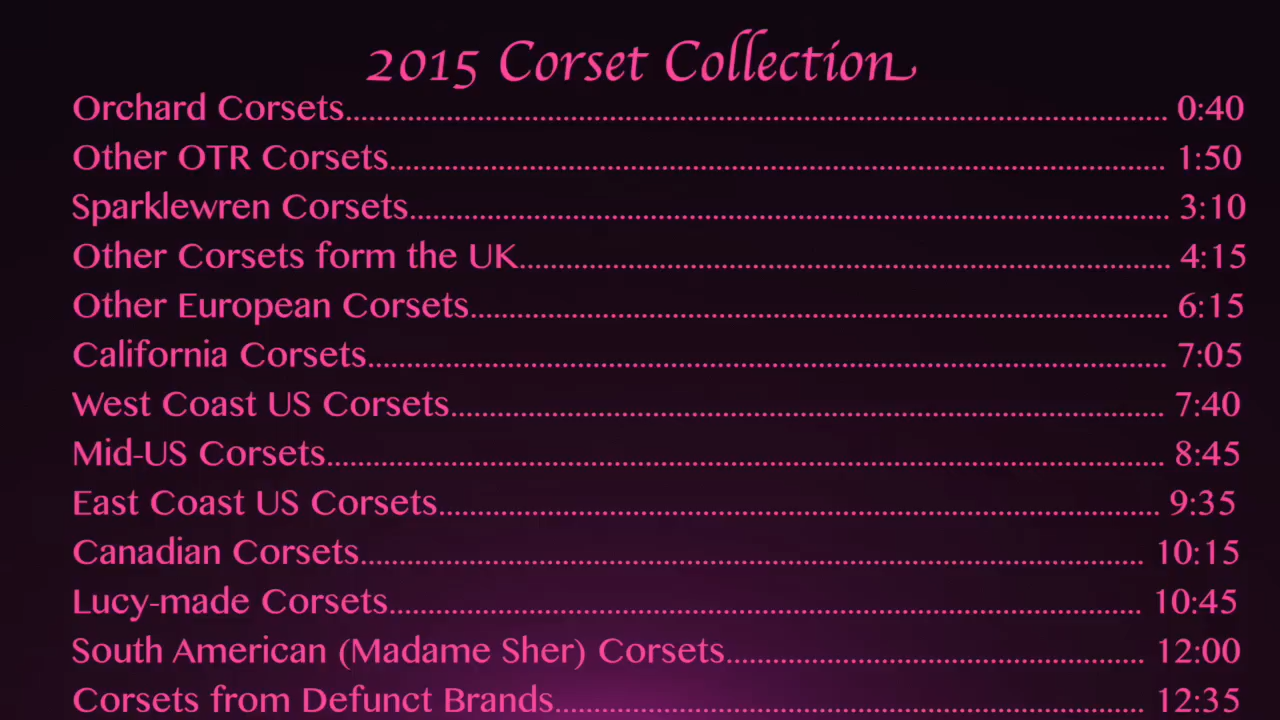 2015 Corset Collection
Orchard Corsets........................................................................................ 0:40
Other OTR Corsets................................................................................... 1:50
Sparklewren Corsets................................................................................. 3:10
Other Corsets form the UK...................................................................... 4:15
Other European Corsets........................................................................... 6:15
California Corsets..................................................................................... 7:05
West Coast US Corsets............................................................................ 7:40
Mid-US Corsets......................................................................................... 8:45
East Coast US Corsets............................................................................. 9:35
Canadian Corsets.................................................................................... 10:15
Lucy-made Corsets................................................................................. 10:45
South American (Madame Sher) Corsets............................................. 12:00
Corsets from Defunct Brands............................................................... 12:35